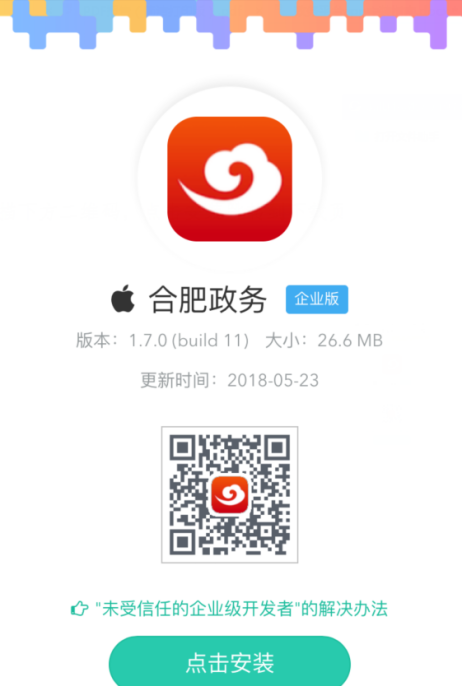 合肥政务 企业版
版本：1.7.0 (build 11) 大小：26.6 MB
更新时间：2018-05-23
"未受信任的企业级开发者"的解决办法
点击安装